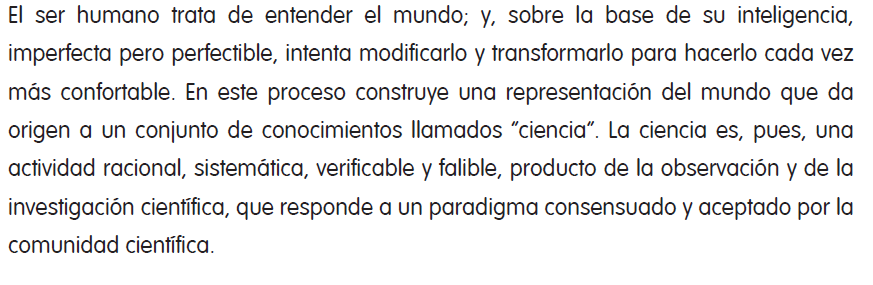 El ser humano trata de entender el mundo; y, sobre la base de su inteligencia,
imperfecta pero perfectible, intenta modificarlo y transformarlo para hacerlo cada vez
más confortable. En este proceso construye una representación del mundo que da
origen a un conjunto de conocimientos llamados “ciencia”. La ciencia es, pues, una
actividad racional, sistemática, verificable y falible, producto de la observación y de la
investigación científica, que responde a un paradigma consensuado y aceptado por la
comunidad científica.